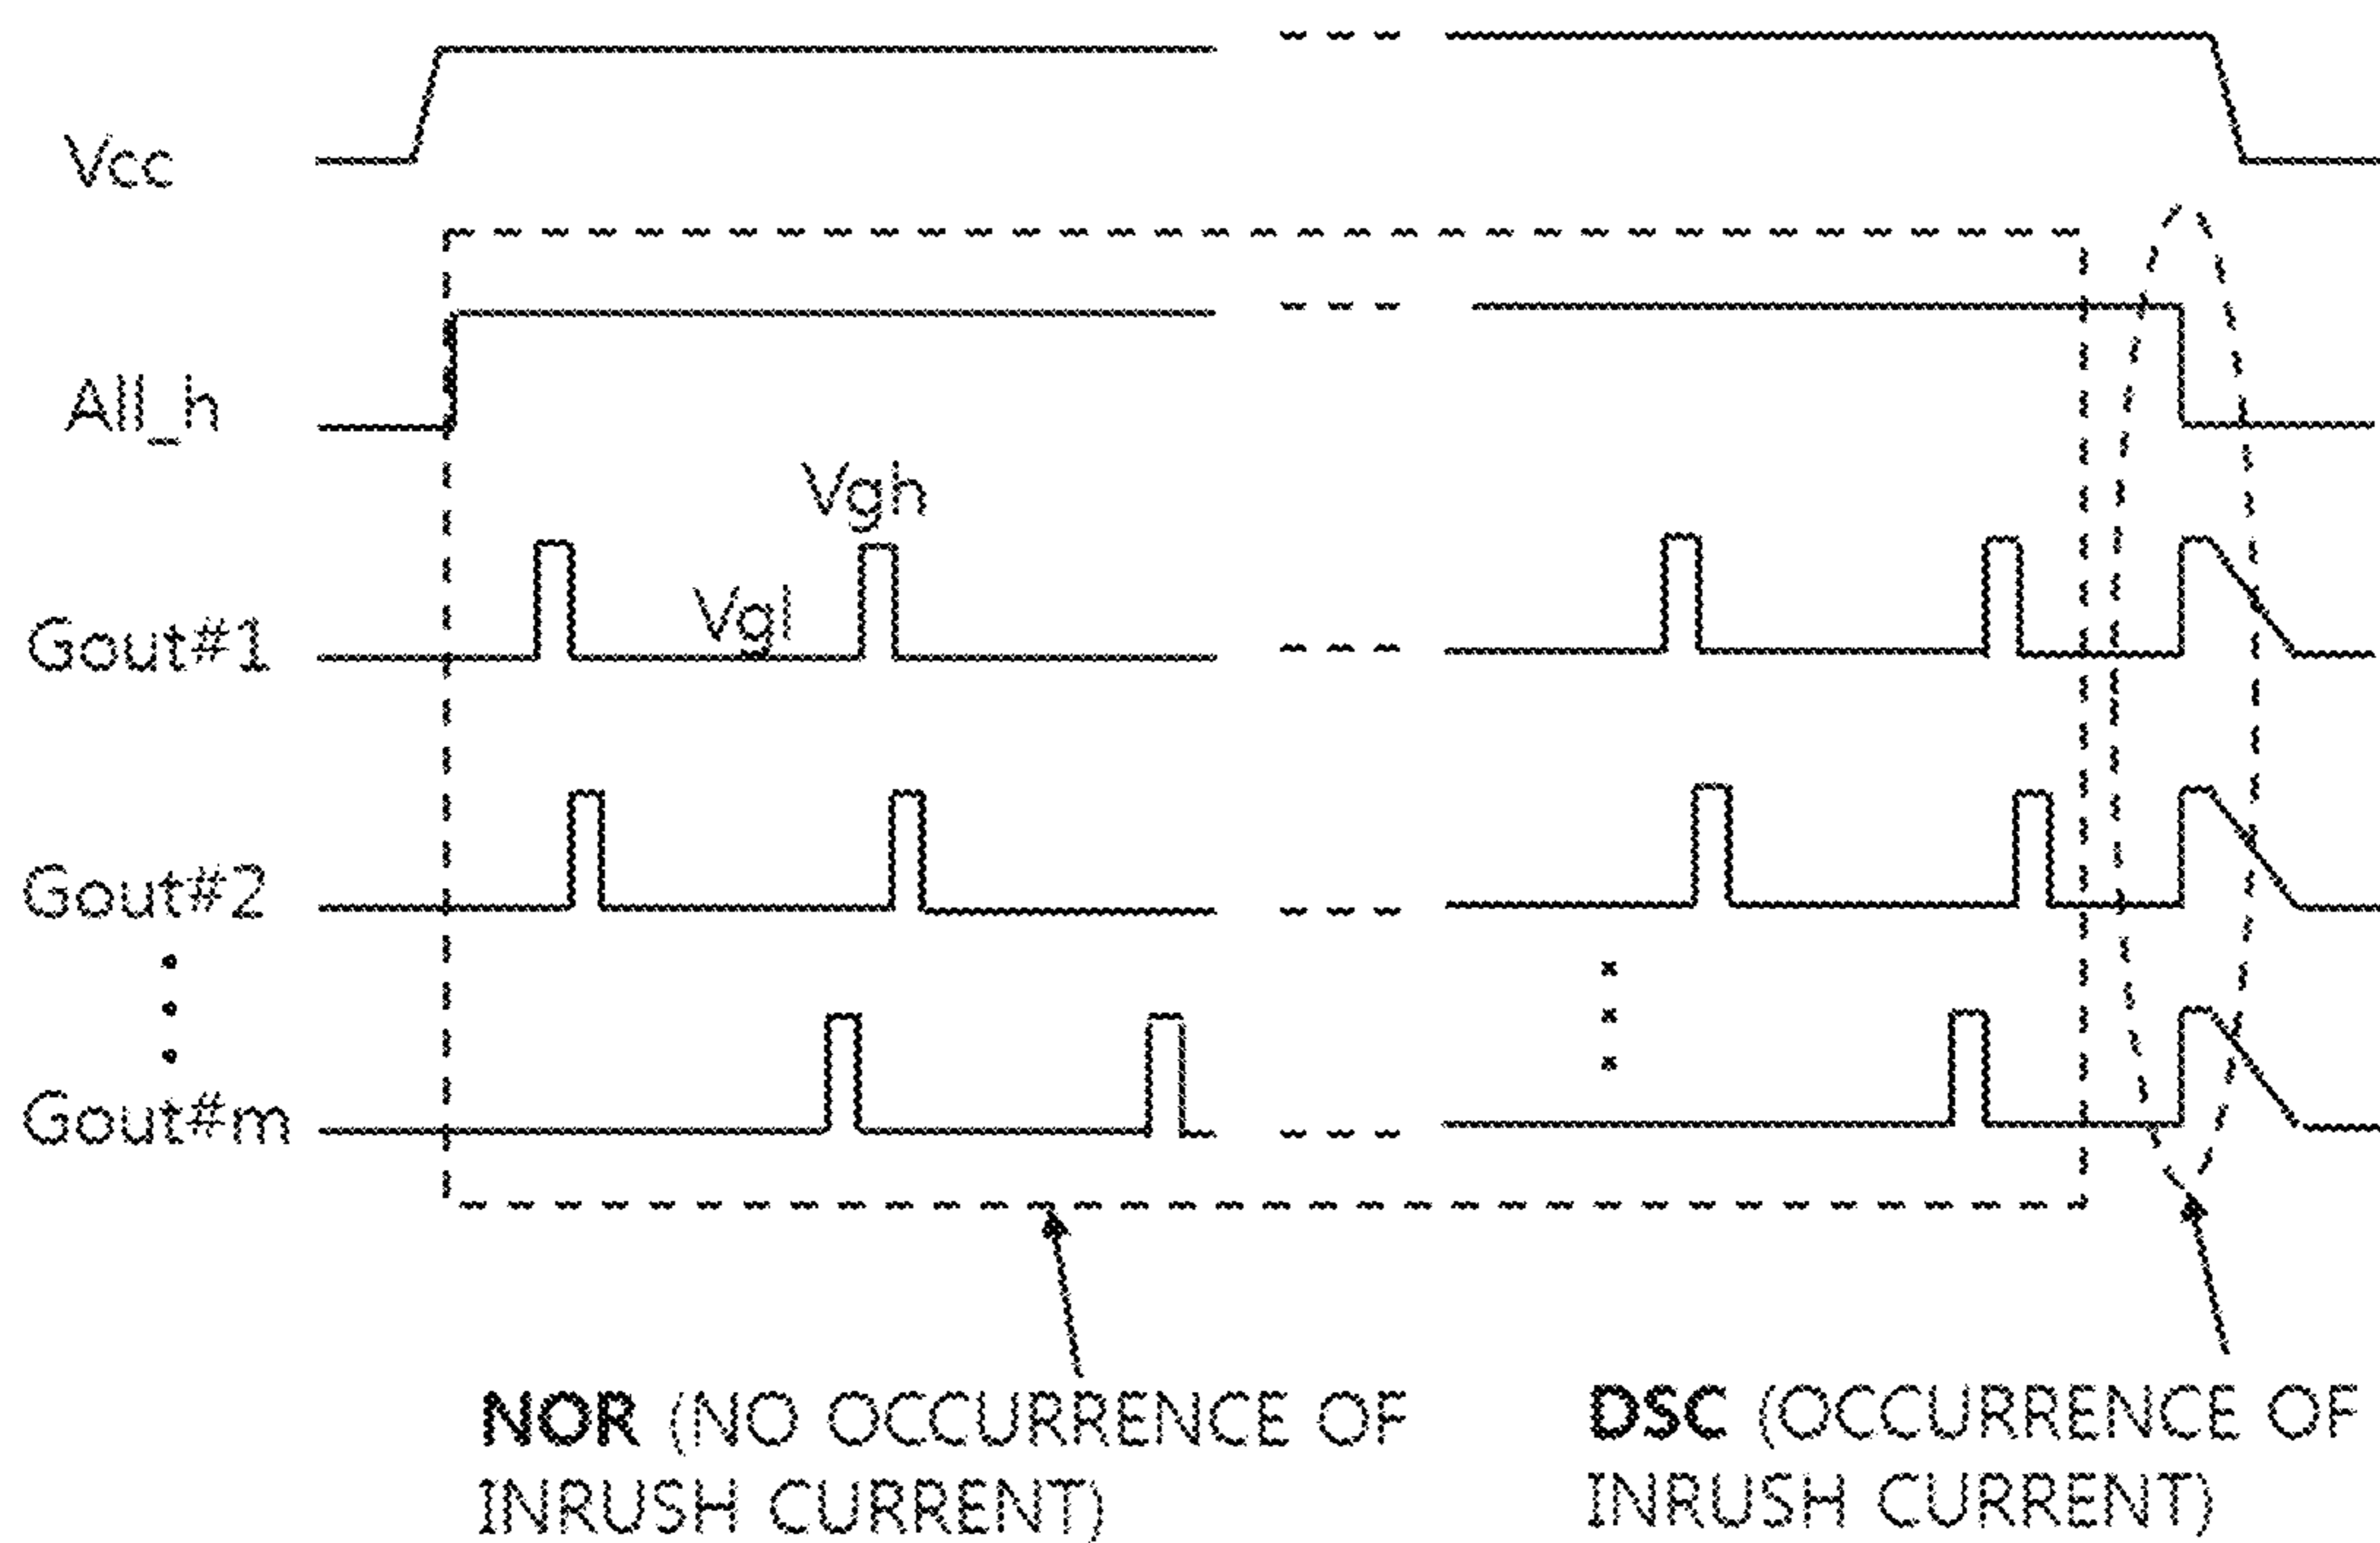 Vcc
All_h
Vgh
Vgl
Gout#1
Gout#2
Gout#m
NOR (NO OCCURRENCE OF
INRUSH CURRENT)
DSC (OCCURRENCE OF
INRUSH CURRENT)